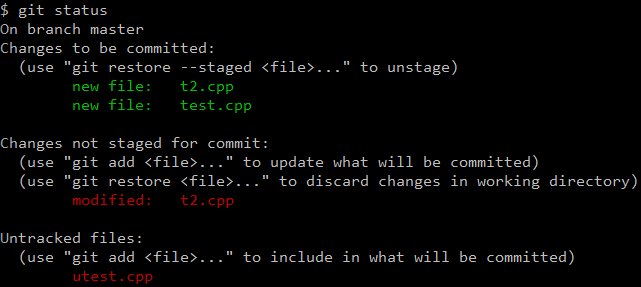 $ git status
On branch master
Changes to be committed:
  (use "git restore --staged <file>..." to unstage)
        new file:   t2.cpp
        new file:   test.cpp

Changes not staged for commit:
  (use "git add <file>..." to update what will be committed)
  (use "git restore <file>..." to discard changes in working directory)
        modified:   t2.cpp

Untracked files:
  (use "git add <file>..." to include in what will be committed)
        utest.cpp